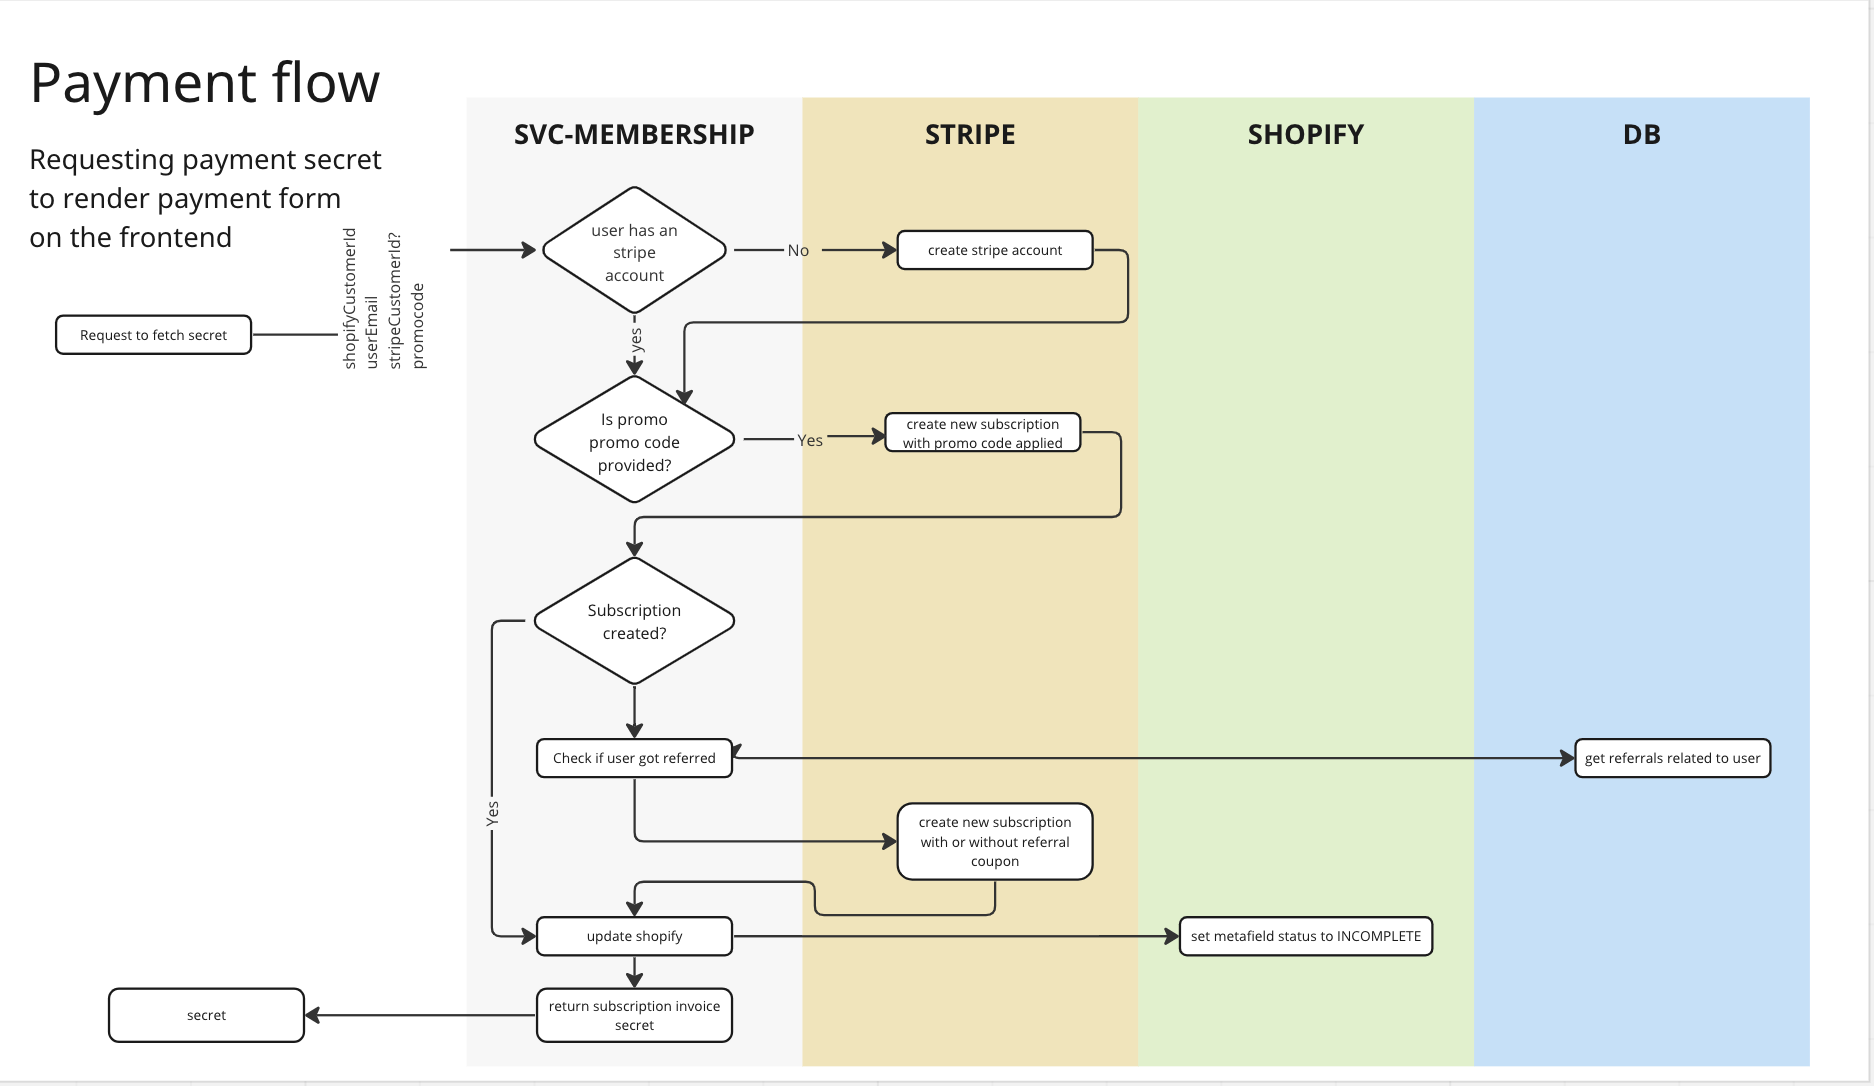 Payment flow
Requesting payment secret
to render payment form
on the frontend
SVC-MEMBERSHIP
STRIPE
SHOPIFY
DB
Request to fetch secret
shopifyCustomerId
userEmail
stripeCustomerId?
promocode
user has an
stripe
account
No
create stripe account
yes
Is promo
promo code
provided?
Yes
create new subscription
with promo code applied
Subscription
created?
Check if user got referred
get referrals related to user
Yes
create new subscription
with or without referral
coupon
update shopify
set metafield status to INCOMPLETE
return subscription invoice
secret
secret